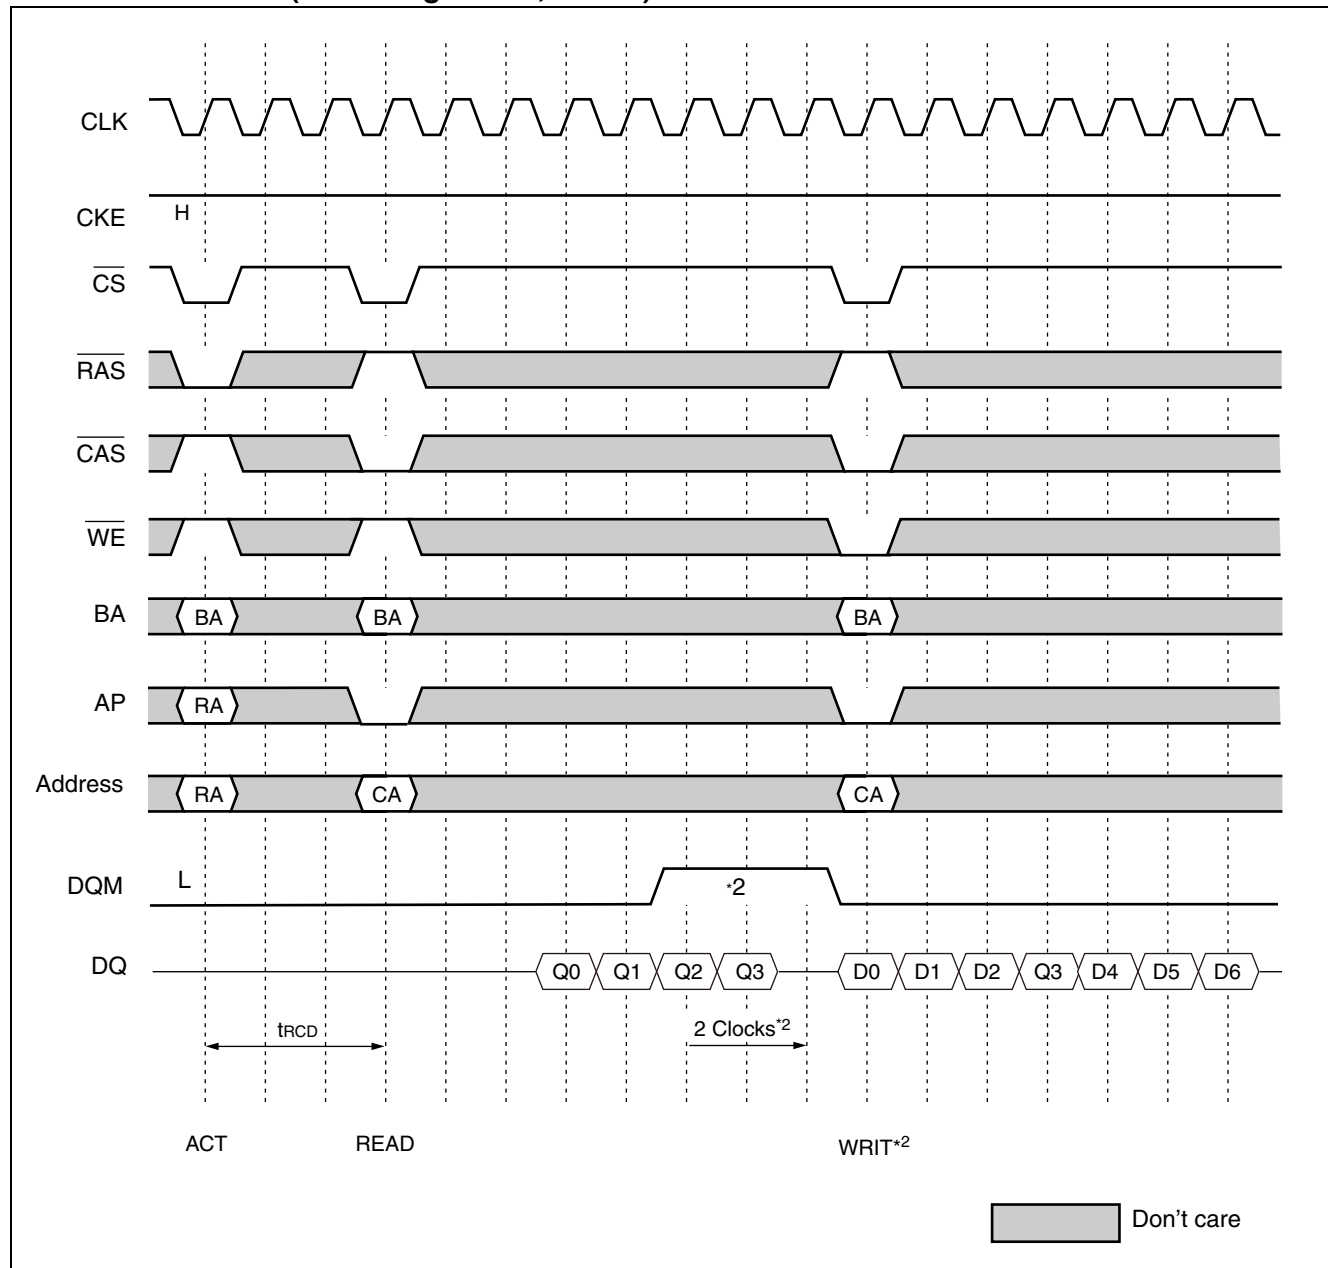 CLK
CKE H
CS
RAS
CAS
WE
BA BA BA BA
AP RA
Address RA CA CA
DQM L *2
DQ Q0 Q1 Q2 Q3 D0 D1 D2 Q3 D4 D5 D6
tRCD 2 Clocks*2
ACT READ WRIT*2
Don't care